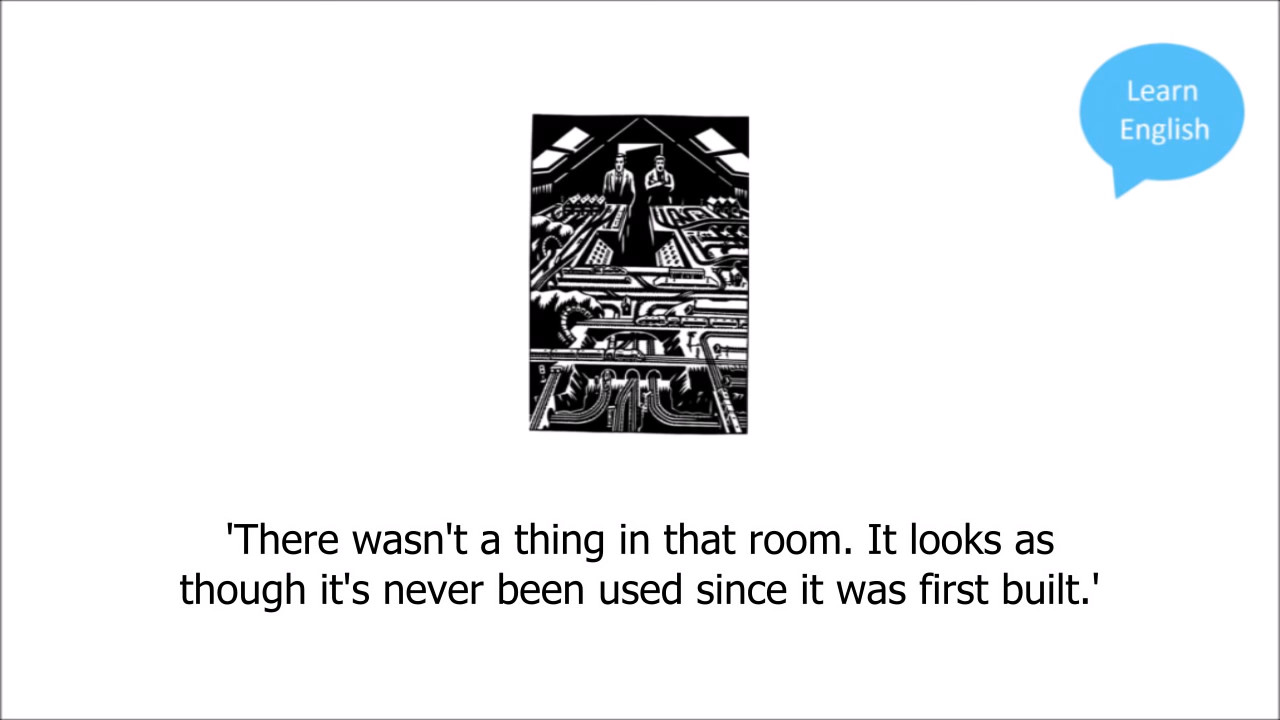 Learn
English
'There wasn't a thing in that room. It looks as
though it's never been used since it was first built.'